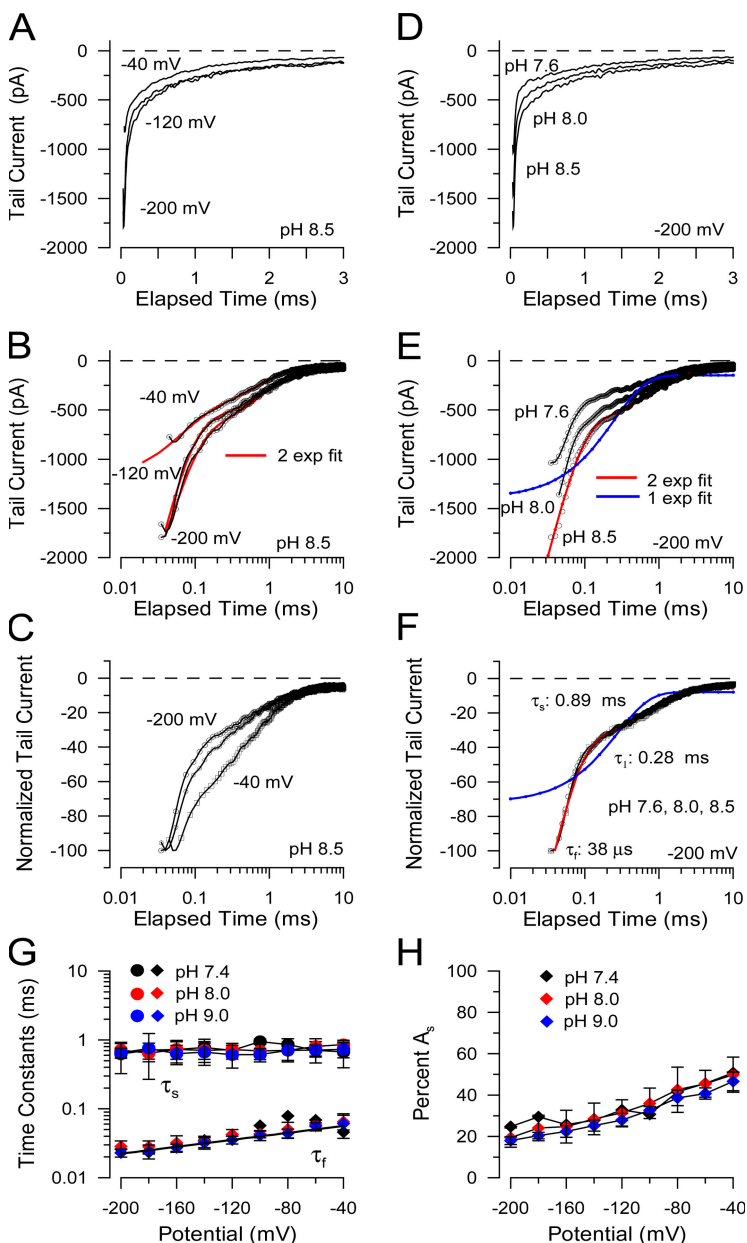 A
0
-500
-1000
-1500
-2000
Tail Current (pA)
-40 mV
-120 mV
-200 mV
pH 8.5
0 1 2 3
Elapsed Time (ms)
D
0
-500
-1000
-1500
-2000
Tail Current (pA)
pH 7.6
pH 8.0
pH 8.5
-200 mV
0 1 2 3
Elapsed Time (ms)
B
0
-500
-1000
-1500
-2000
Tail Current (pA)
-40 mV
-120 mV
2 exp fit
-200 mV
pH 8.5
0.01 0.1 1 10
Elapsed Time (ms)
E
0
-500
-1000
-1500
-2000
Tail Current (pA)
pH 7.6
2 exp fit
1 exp fit
pH 8.0
pH 8.5
-200 mV
0.01 0.1 1 10
Elapsed Time (ms)
C
0
-20
-40
-60
-80
-100
Normalized Tail Current
-200 mV
-40 mV
pH 8.5
0.01 0.1 1 10
Elapsed Time (ms)
F
0
-20
-40
-60
-80
-100
Normalized Tail Current
τs: 0.89 ms
τ1: 0.28 ms
pH 7.6, 8.0, 8.5
τf: 38 µs
-200 mV
0.01 0.1 1 10
Elapsed Time (ms)
G
pH 7.4
pH 8.0
pH 9.0
10
1
0.1
0.01
Time Constants (ms)
τs
τf
-200 -160 -120 -80 -40
Potential (mV)
H
100
80
60
40
20
0
Percent As
pH 7.4
pH 8.0
pH 9.0
-200 -160 -120 -80 -40
Potential (mV)